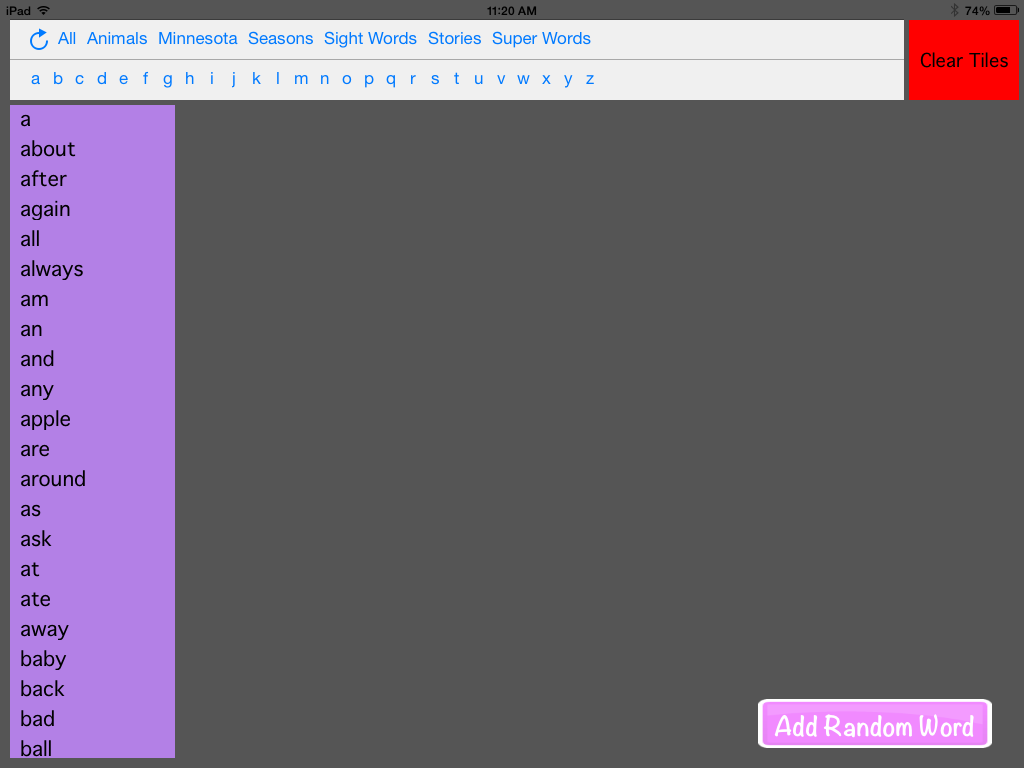 iPad 11:20 AM 74%
All Animals Minnesota Seasons Sight Words Stories Super Words
Clear Tiles
a b c d e f g h i j k l m n o p q r s t u v w x y z
a
about
after
again
all
always
am
an
and
any
apple
are
around
as
ask
at
ate
away
baby
back
bad
ball
Add Random Word